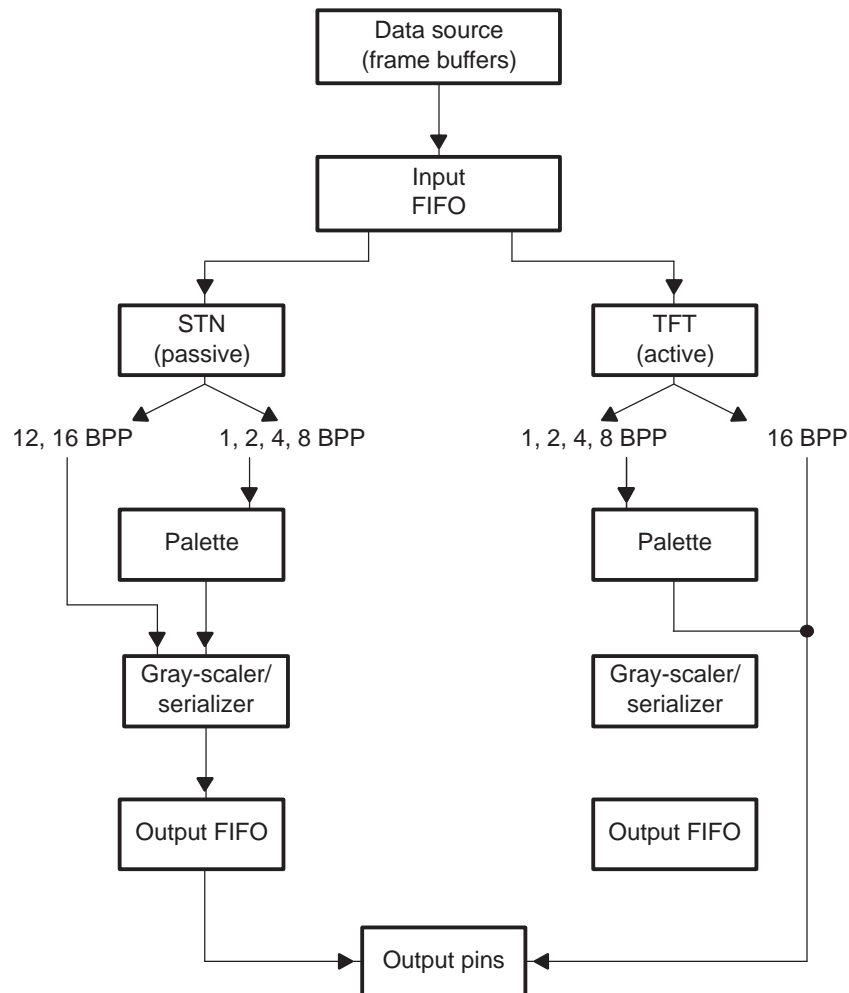 Data source
(frame buffers)
Input
FIFO
STN
(passive)
TFT
(active)
12, 16 BPP
1, 2, 4, 8 BPP
1, 2, 4, 8 BPP
16 BPP
Palette
Palette
Gray-scaler/
serializer
Gray-scaler/
serializer
Output FIFO
Output FIFO
Output pins